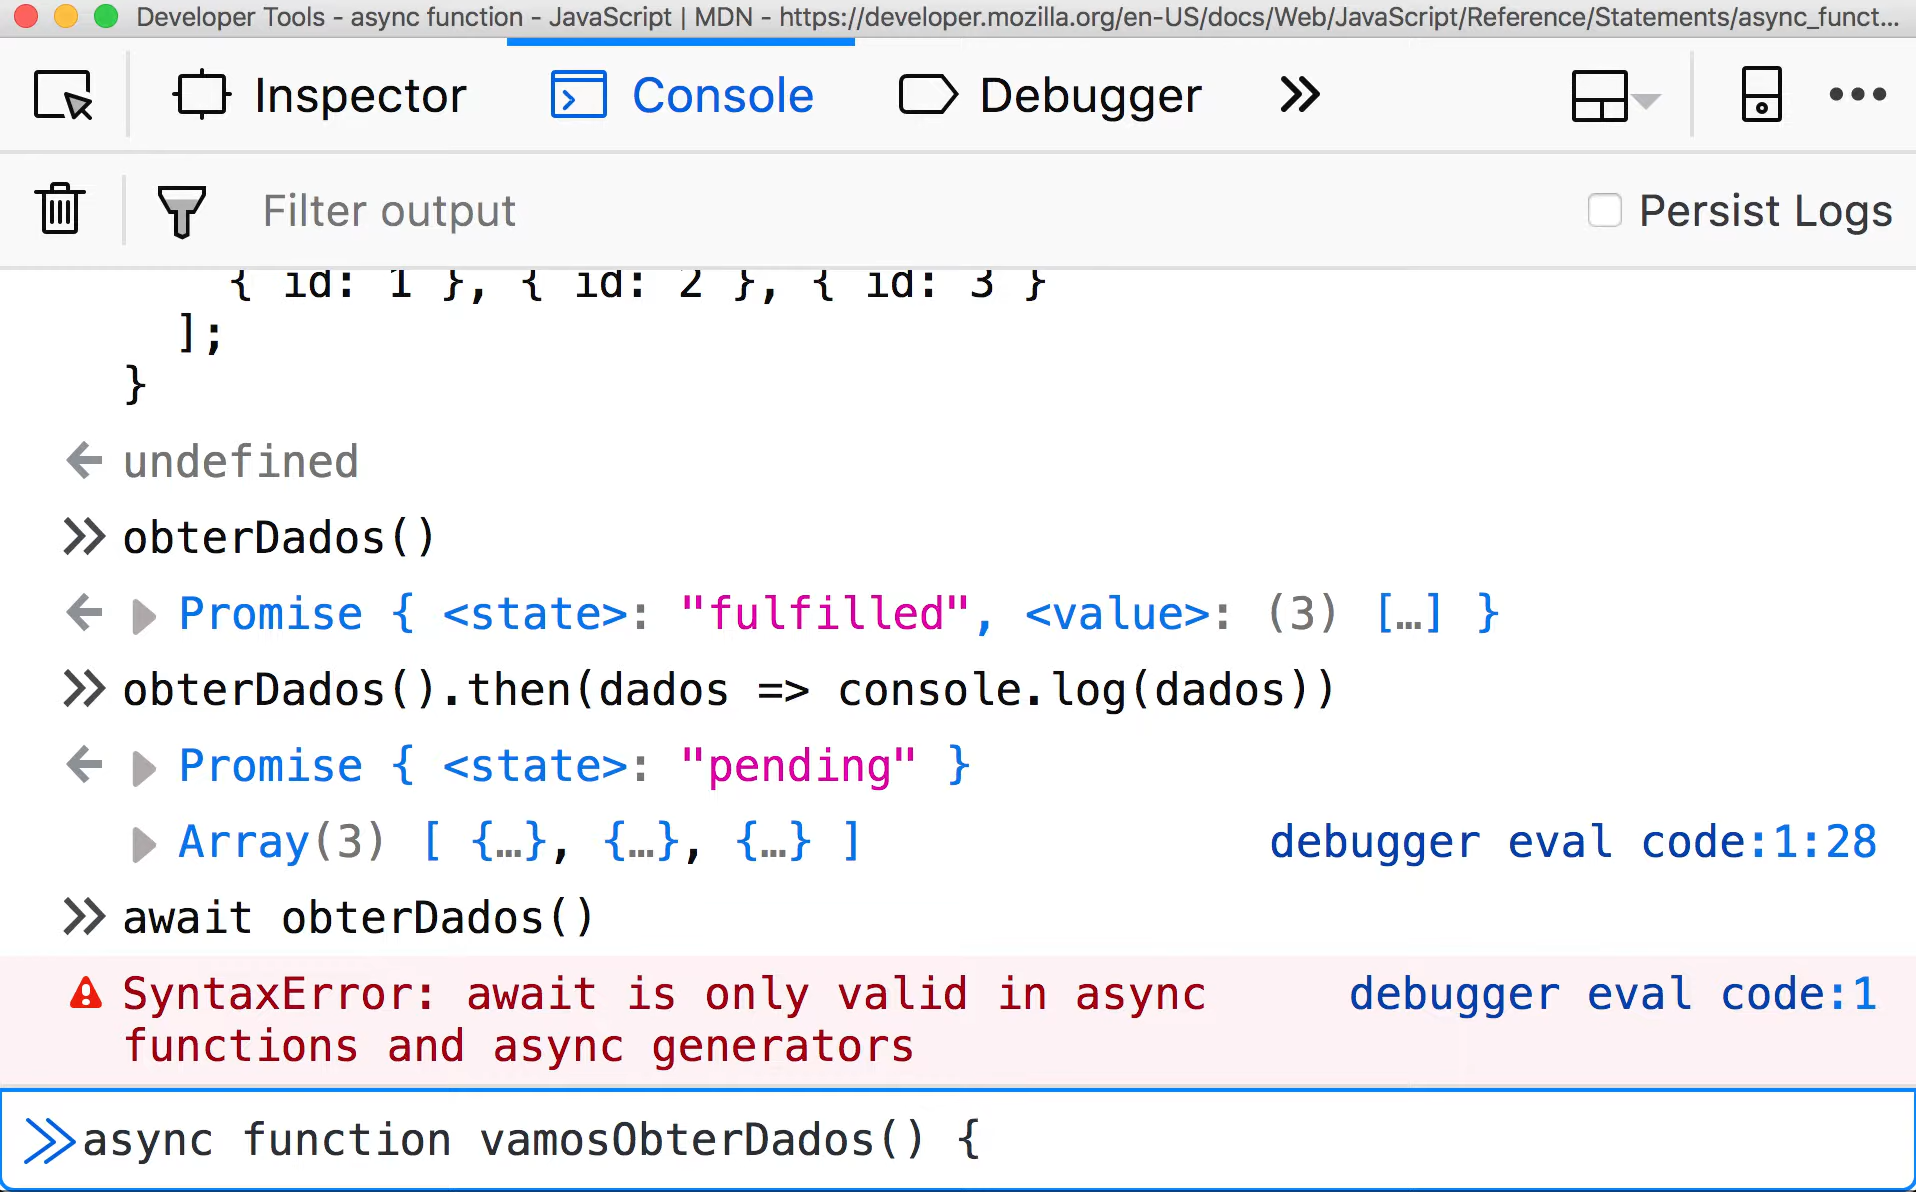 Developer Tools - async function - JavaScript | MDN - https://developer.mozilla.org/en-US/docs/Web/JavaScript/Reference/Statements/async_funct...
Inspector Console Debugger
Filter output Persist Logs
{ id: 1 }, { id: 2 }, { id: 3 }
];
}
undefined
obterDados()
Promise { <state>: "fulfilled", <value>: (3) […] }
obterDados().then(dados => console.log(dados))
Promise { <state>: "pending" }
Array(3) [ {…}, {…}, {…} ] debugger eval code:1:28
await obterDados()
SyntaxError: await is only valid in async debugger eval code:1
functions and async generators
async function vamosObterDados() {